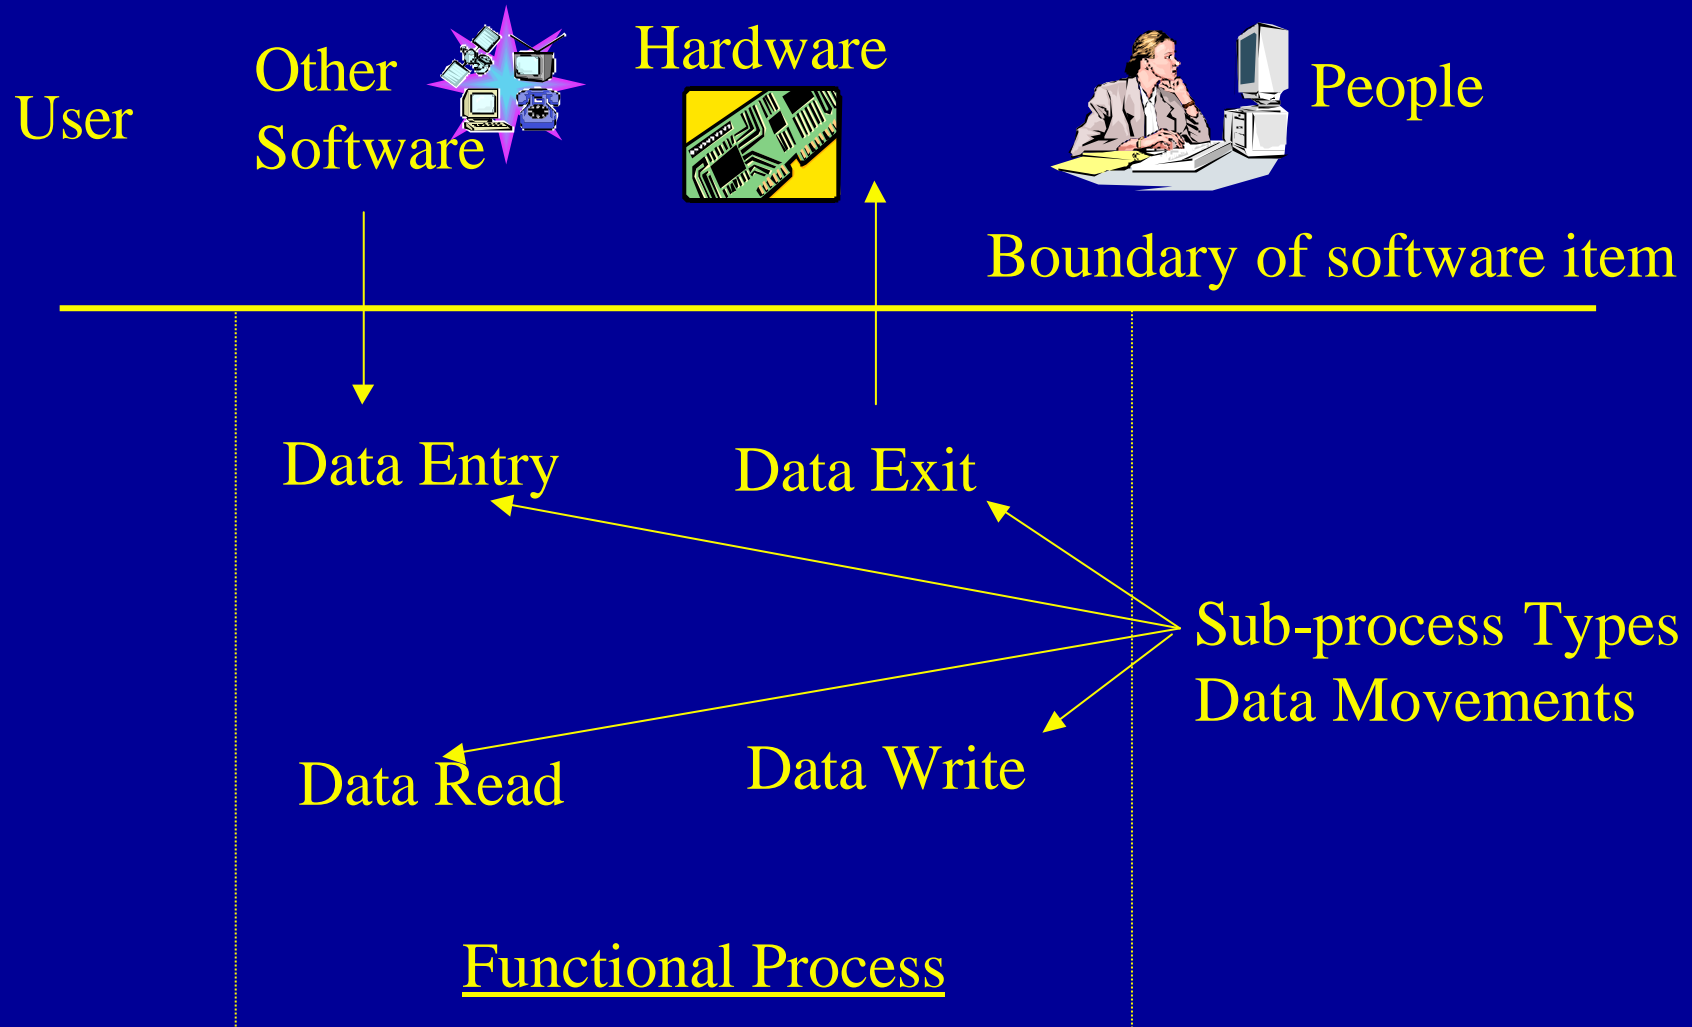 User
Other
Software
Hardware
People
Boundary of software item
Data Entry
Data Exit
Sub-process Types
Data Movements
Data Read
Data Write
Functional Process